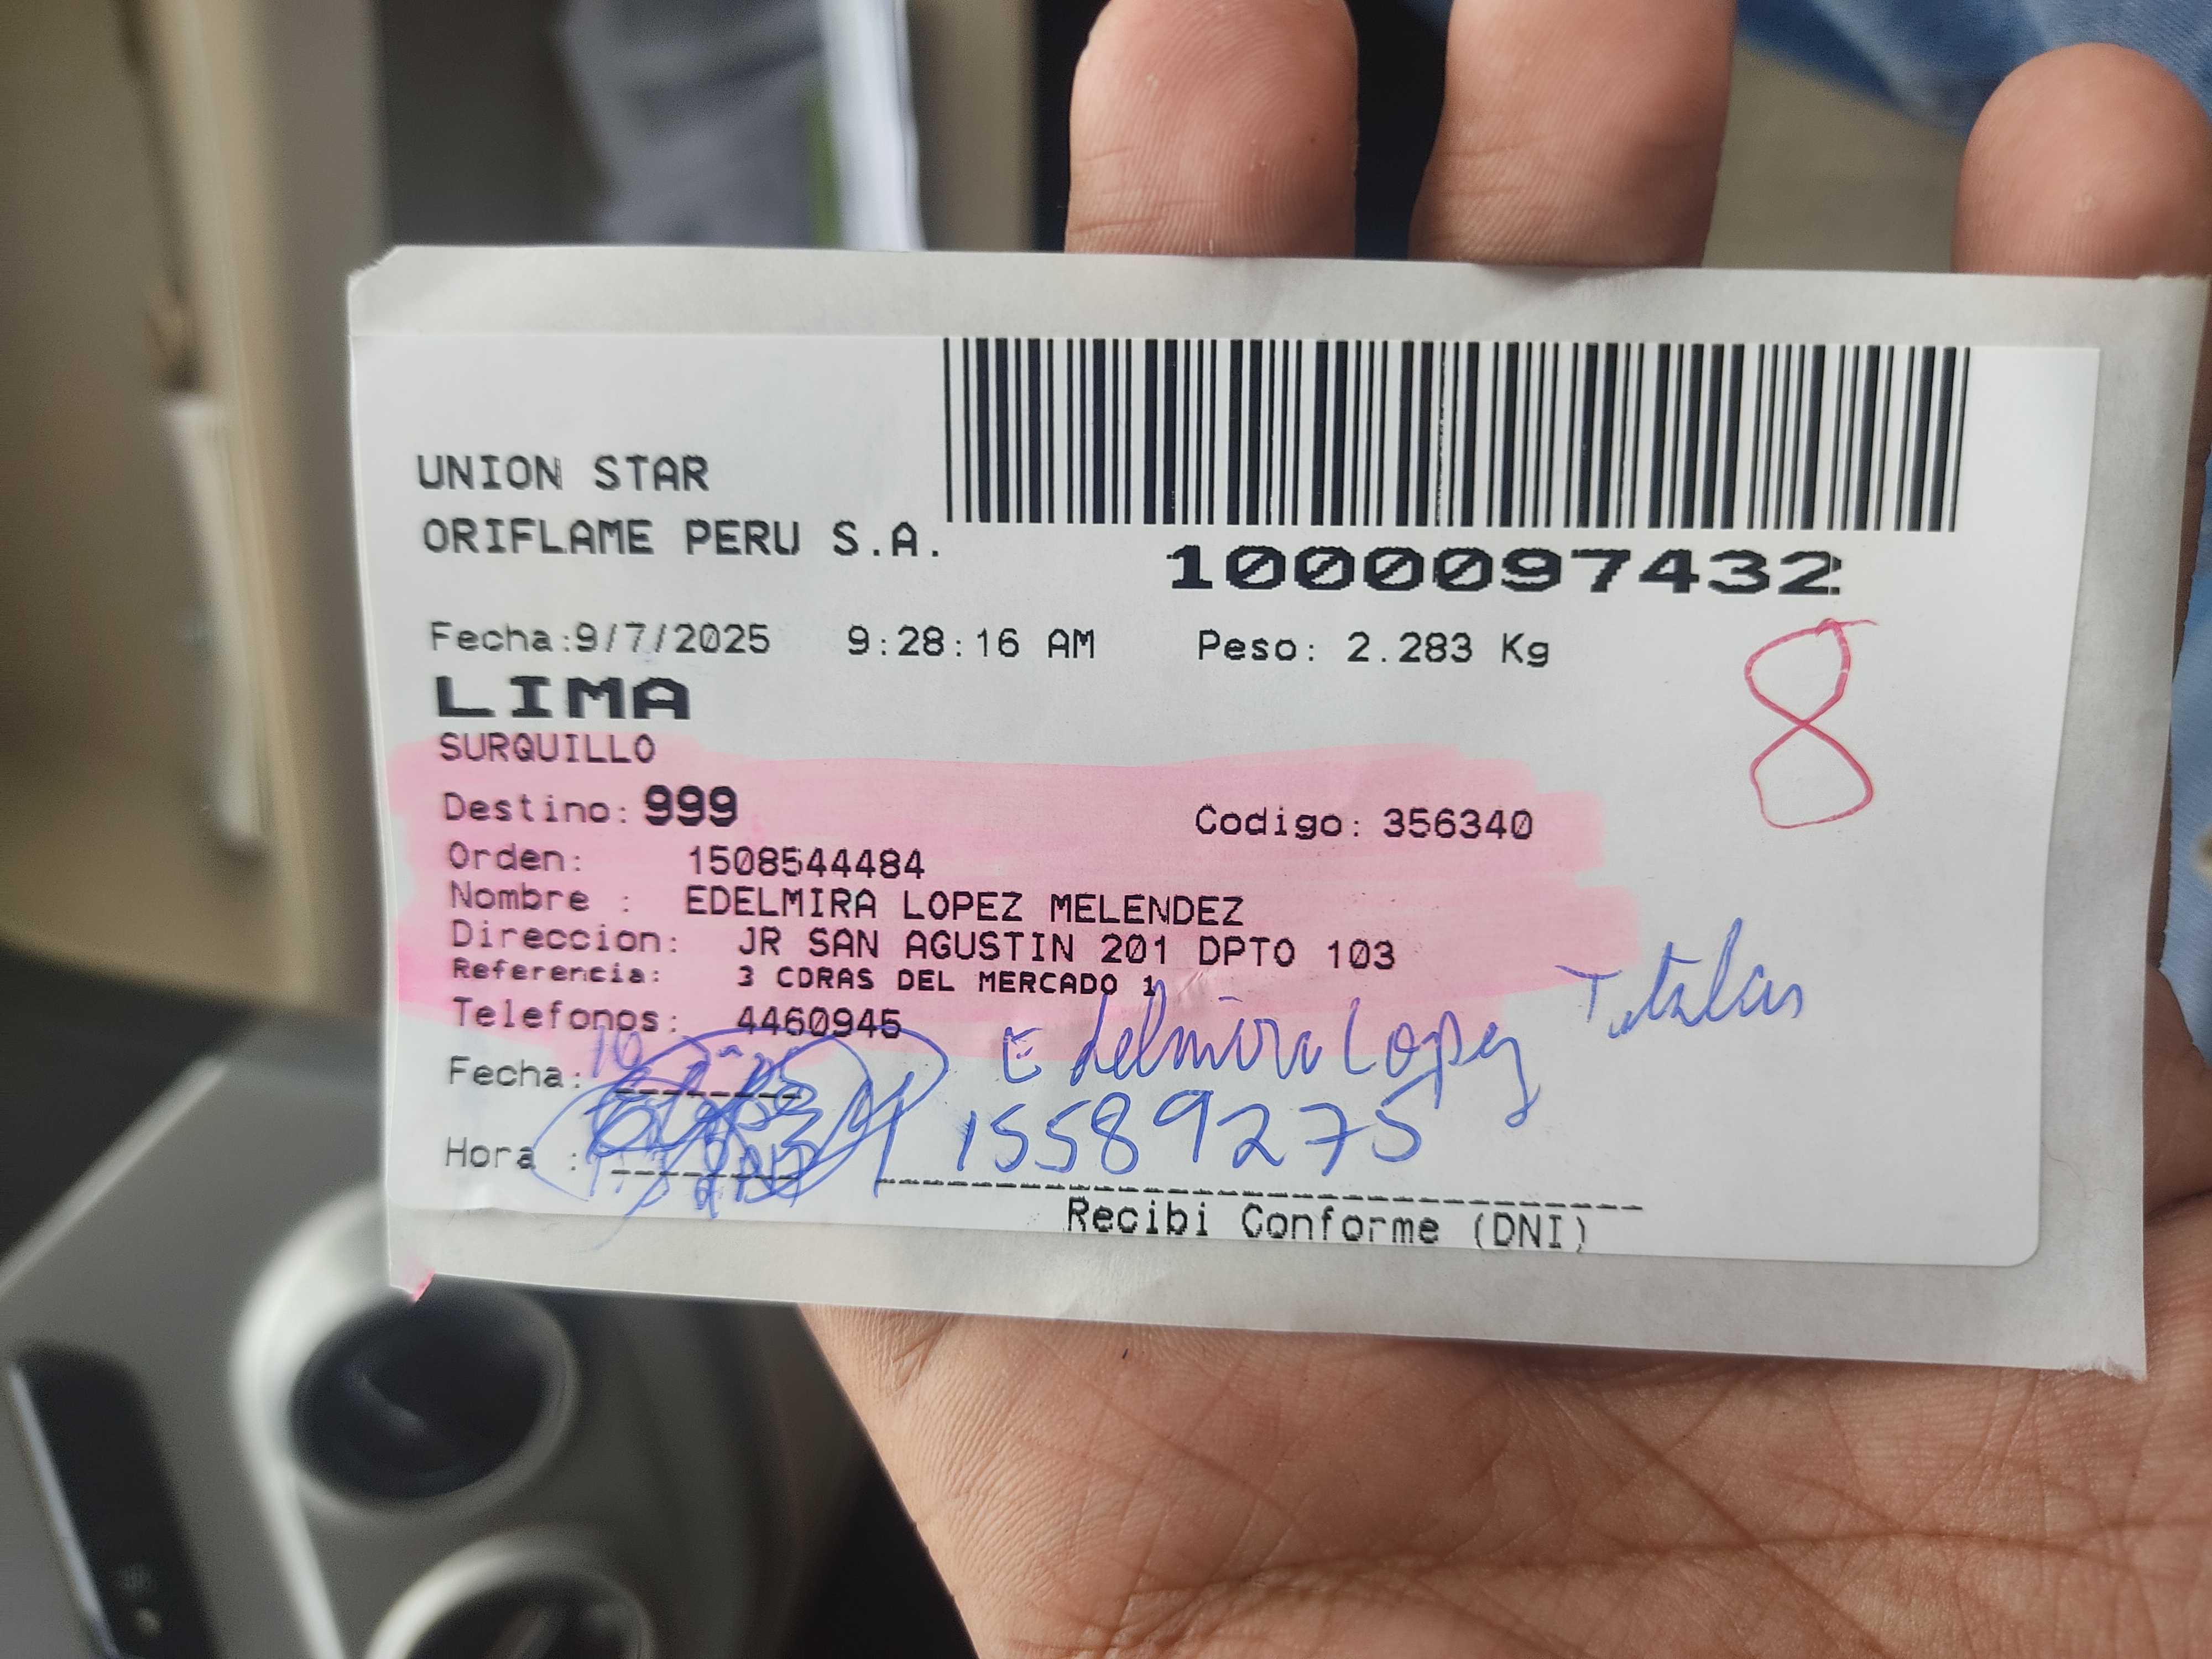 UNION STAR
ORIFLAME PERU S.A.
1000097432
Fecha:9/7/2025 9:28:16 AM Peso: 2.283 Kg
8
LIMA
SURQUILLO
Destino: 999 Codigo: 356340
Orden: 1508544484
Nombre : EDELMIRA LOPEZ MELENDEZ
Direccion: JR SAN AGUSTIN 201 DPTO 103
Referencia: 3 CDRAS DEL MERCADO 1
Telefonos: 4460945
Edelmira Lopez
Fecha:
15589275
Hora :
Recibi Conforme (DNI)